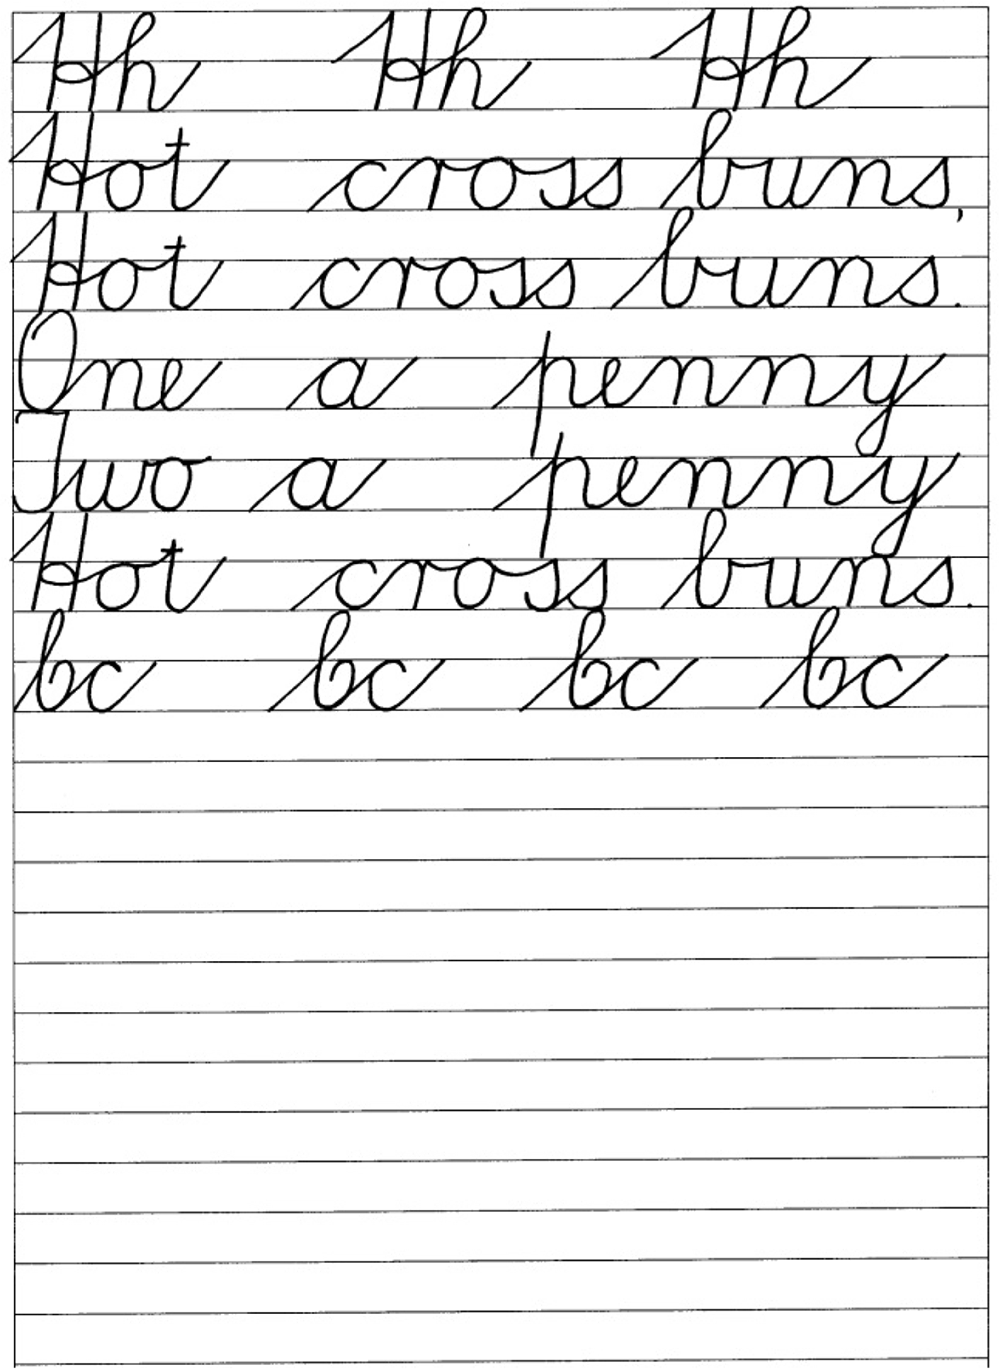 Hh Hh Hh
Hot cross buns,
Hot cross buns.
One a penny
Two a penny
Hot cross buns.
bc bc bc bc